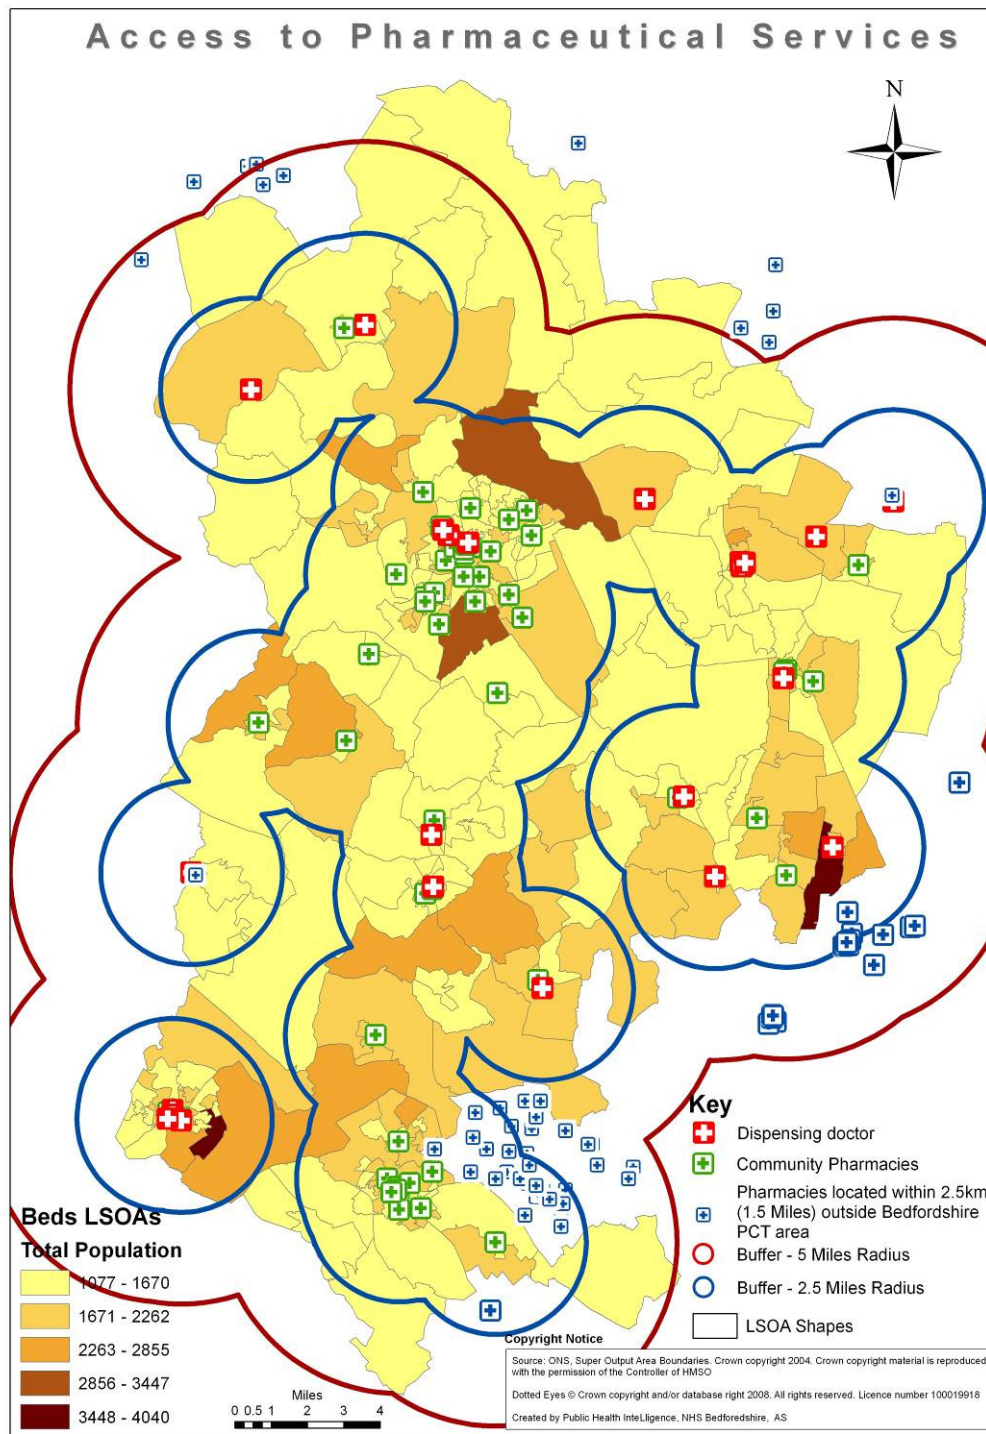 Access to Pharmaceutical Services
N
Key
Dispensing doctor
Community Pharmacies
Pharmacies located within 2.5km
(1.5 Miles) outside Bedfordshire
PCT area
Buffer - 5 Miles Radius
Buffer - 2.5 Miles Radius
LSOA Shapes
Beds LSOAs
Total Population
1077 - 1670
1671 - 2262
2263 - 2855
2856 - 3447
3448 - 4040
Miles
0 0.5 1 2 3 4
Copyright Notice
Source: ONS, Super Output Area Boundaries. Crown copyright 2004. Crown copyright material is reproduced
with the permission of the Controller of HMSO
Dotted Eyes © Crown copyright and/or database right 2008. All rights reserved. Licence number 100019918
Created by Public Health InteLligence, NHS Bedfordshire, AS